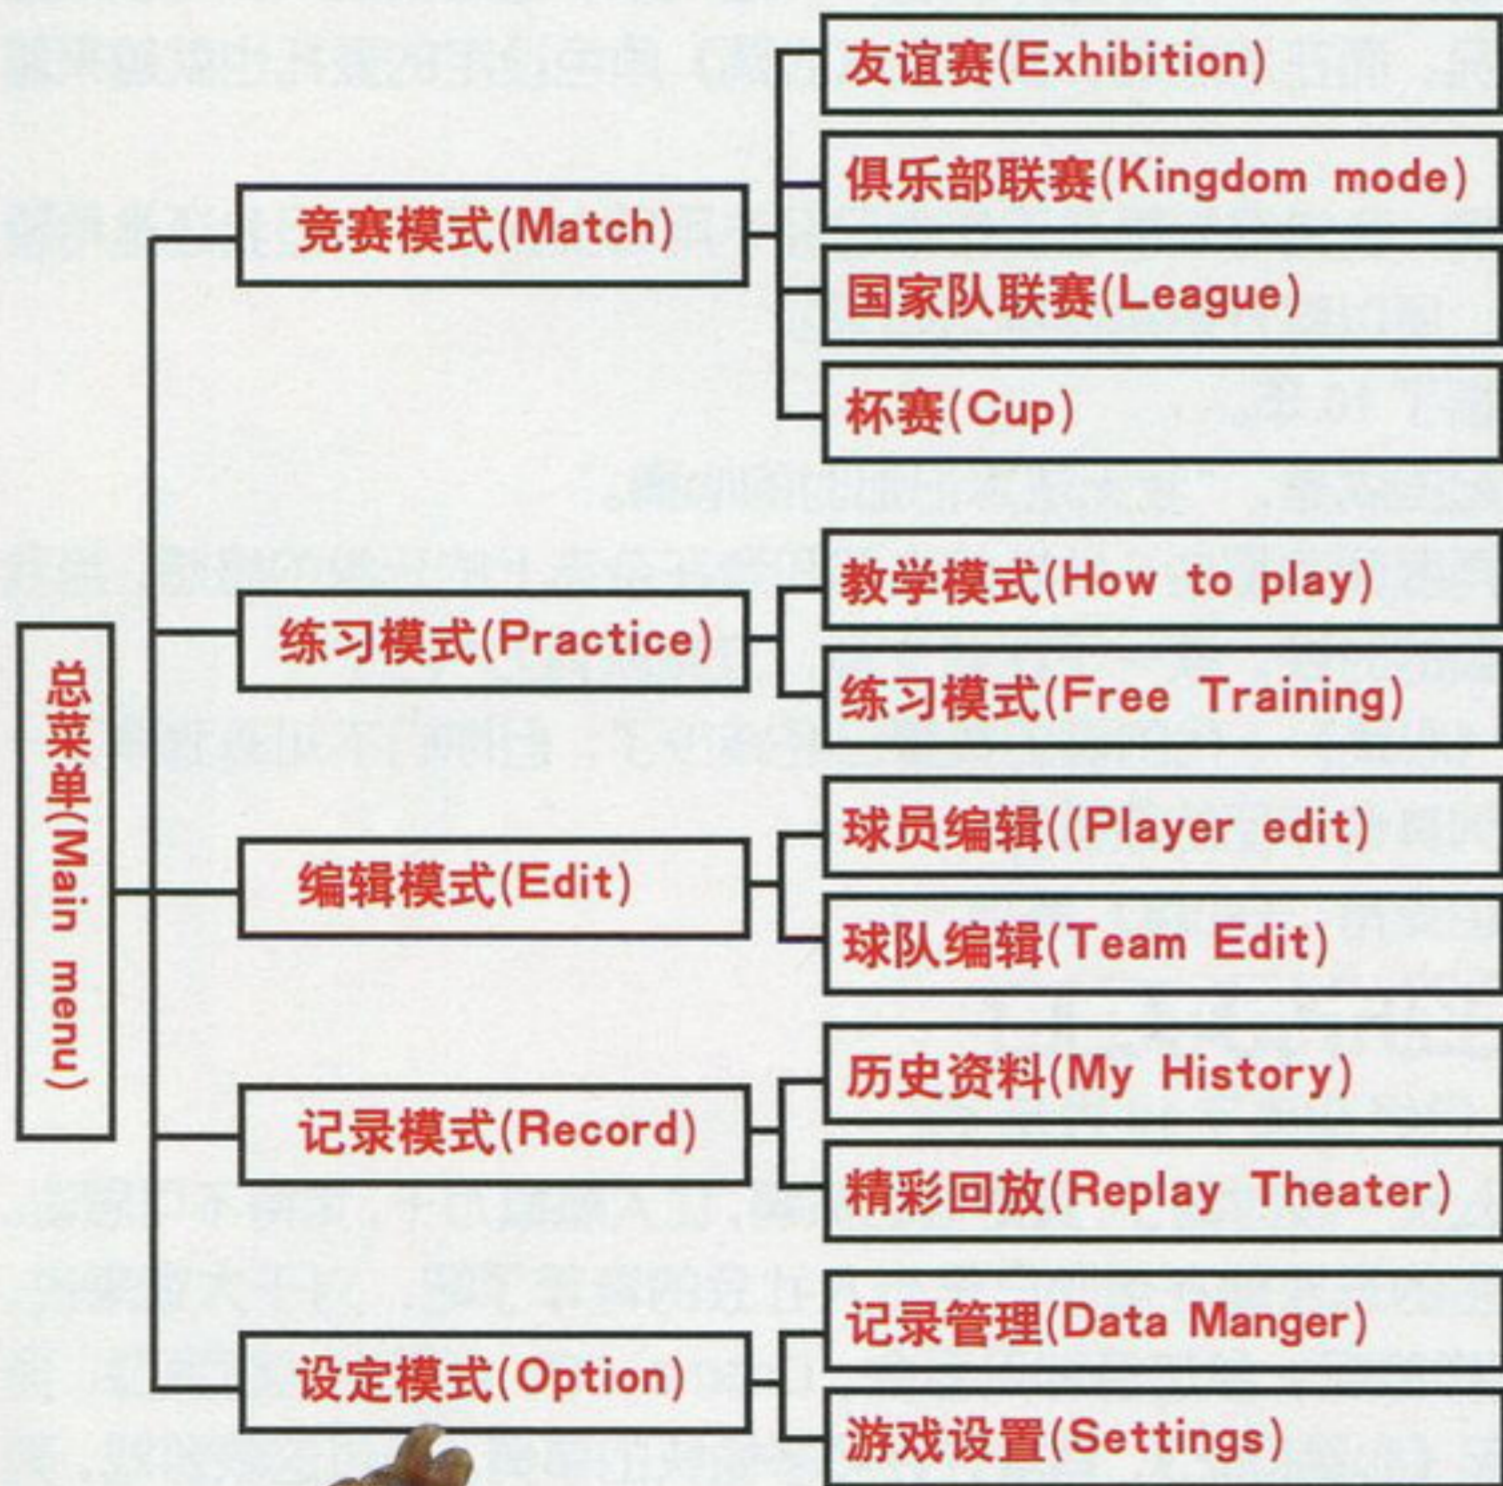 总菜单(Main menu)
竞赛模式(Match)
友谊赛(Exhibition)
俱乐部联赛(Kingdom mode)
国家队联赛(League)
杯赛(Cup)
练习模式(Practice)
教学模式(How to play)
练习模式(Free Training)
编辑模式(Edit)
球员编辑((Player edit)
球队编辑(Team Edit)
记录模式(Record)
历史资料(My History)
精彩回放(Replay Theater)
设定模式(Option)
记录管理(Data Manger)
游戏设置(Settings)